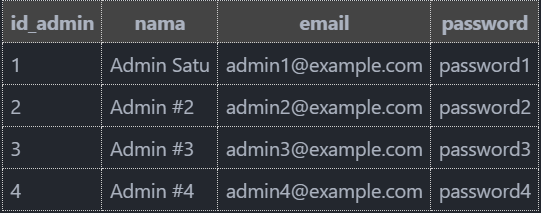 id_admin nama email password
1 Admin Satu admin1@example.com password1
2 Admin #2 admin2@example.com password2
3 Admin #3 admin3@example.com password3
4 Admin #4 admin4@example.com password4